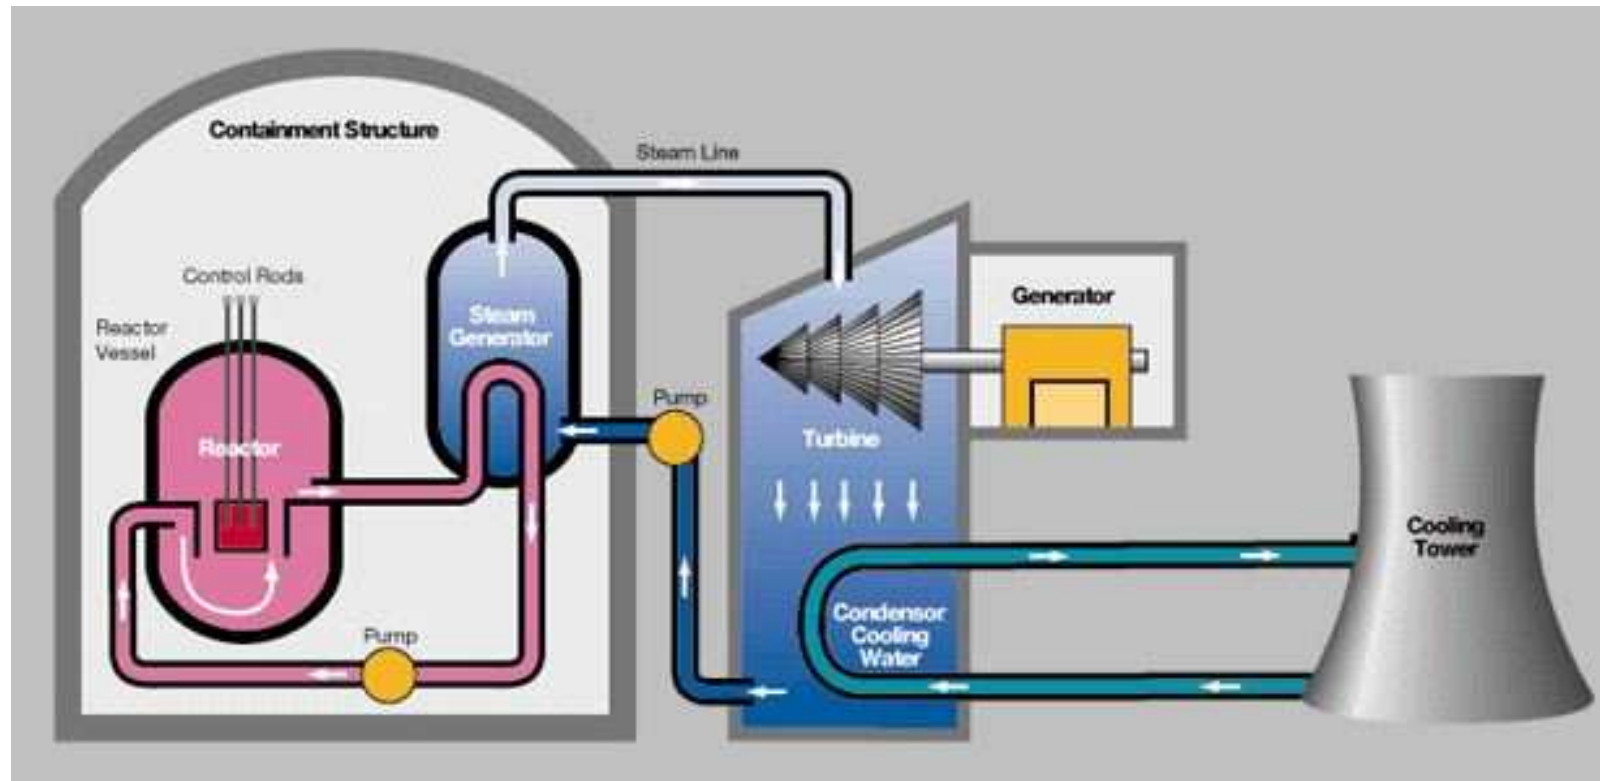 Containment Structure
Steam Line
Control Rods
Reactor
Vessel
Steam
Generator
Generator
Pump
Reactor
Turbine
Cooling
Tower
Condensor
Cooling
Water
Pump